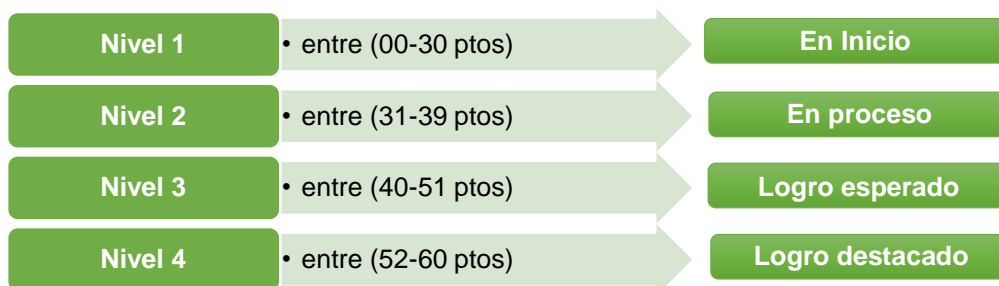 Nivel 1 • entre (00-30 ptos) En Inicio
Nivel 2 • entre (31-39 ptos) En proceso
Nivel 3 • entre (40-51 ptos) Logro esperado
Nivel 4 • entre (52-60 ptos) Logro destacado